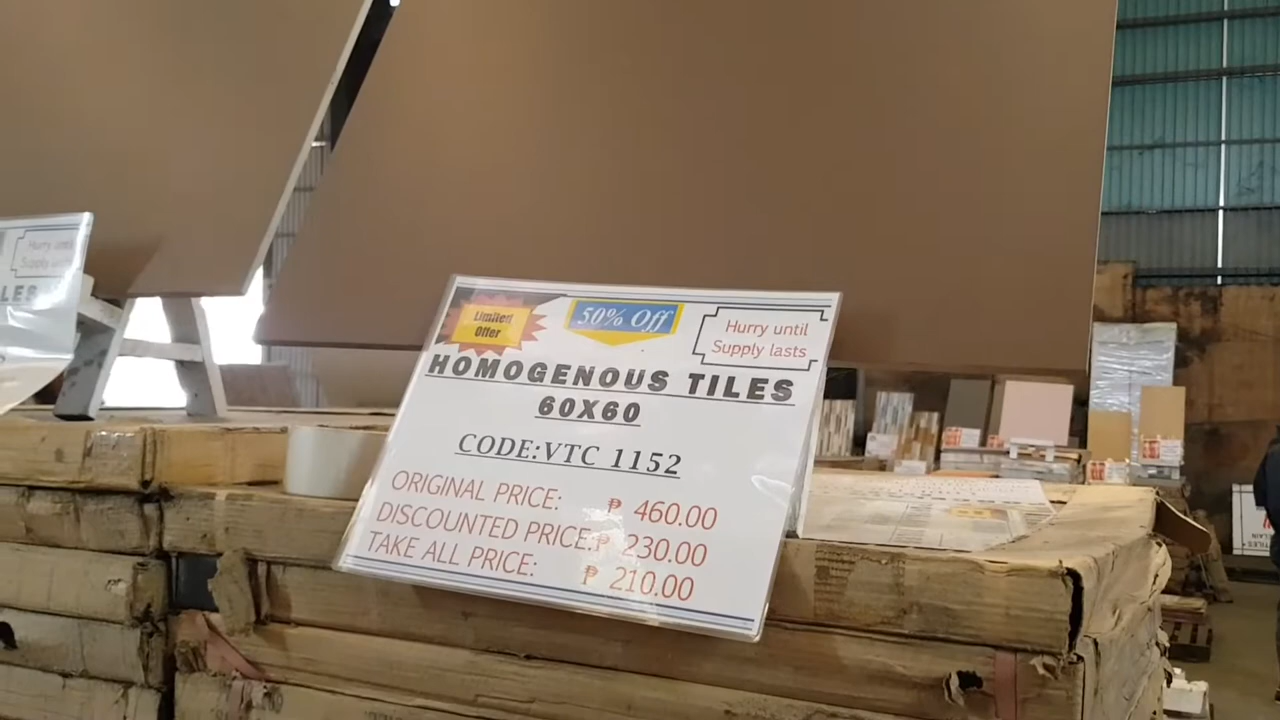 Hurry until
Supply
LES
Limited
Offer
50% Off
Hurry until
Supply lasts
HOMOGENOUS TILES
60X60
CODE:VTC 1152
ORIGINAL PRICE: ₱ 460.00
DISCOUNTED PRICE:₱ 230.00
TAKE ALL PRICE: ₱ 210.00